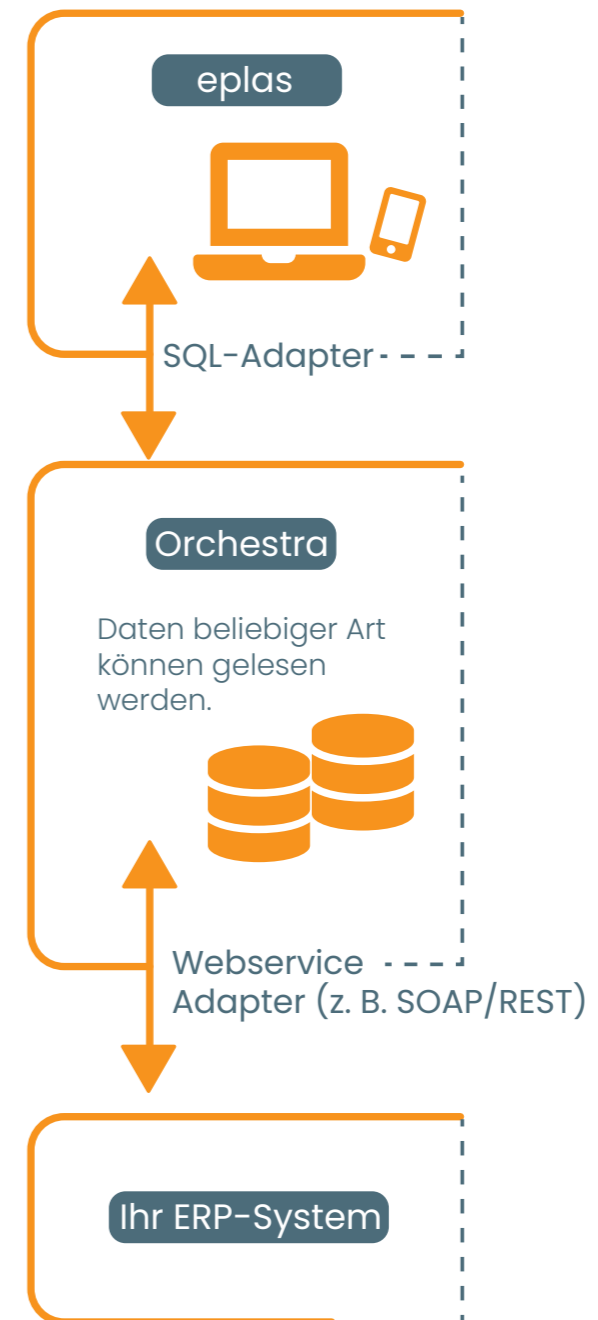 eplas
SQL-Adapter
Orchestra
Daten beliebiger Art
können gelesen
werden.
Webservice
Adapter (z. B. SOAP/REST)
Ihr ERP-System